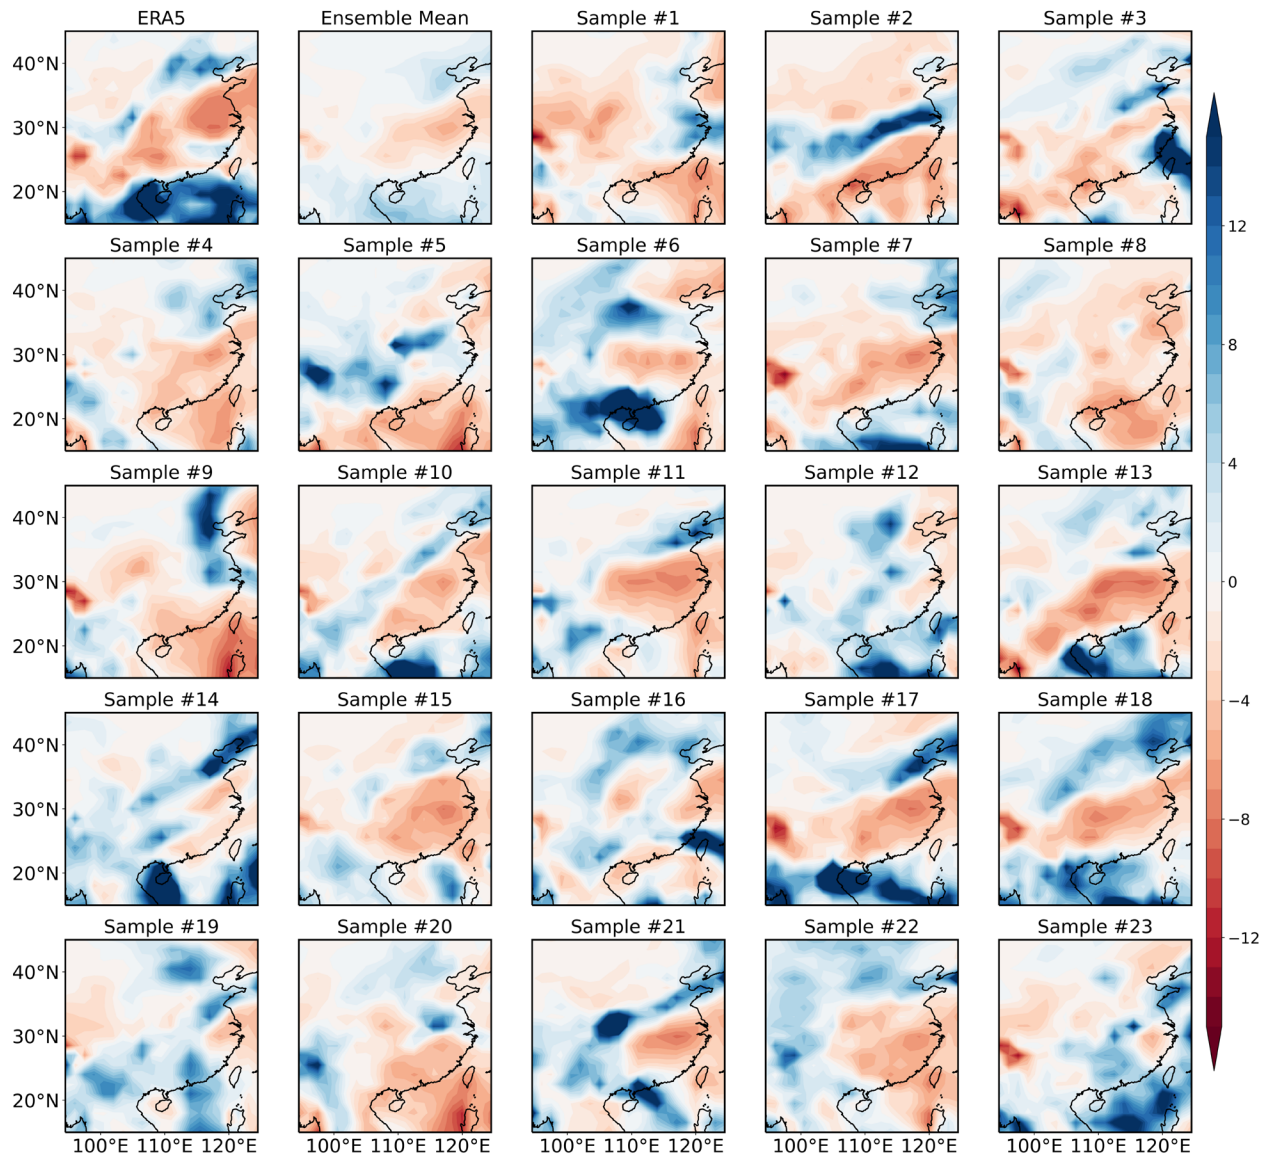 ERA5 Ensemble Mean Sample #1 Sample #2 Sample #3
40°N
30°N
20°N
Sample #4 Sample #5 Sample #6 Sample #7 Sample #8
40°N
30°N
20°N
Sample #9 Sample #10 Sample #11 Sample #12 Sample #13
40°N
30°N
20°N
Sample #14 Sample #15 Sample #16 Sample #17 Sample #18
40°N
30°N
20°N
Sample #19 Sample #20 Sample #21 Sample #22 Sample #23
40°N
30°N
20°N
100°E 110°E 120°E 100°E 110°E 120°E 100°E 110°E 120°E 100°E 110°E 120°E 100°E 110°E 120°E
12
8
4
0
−4
−8
−12